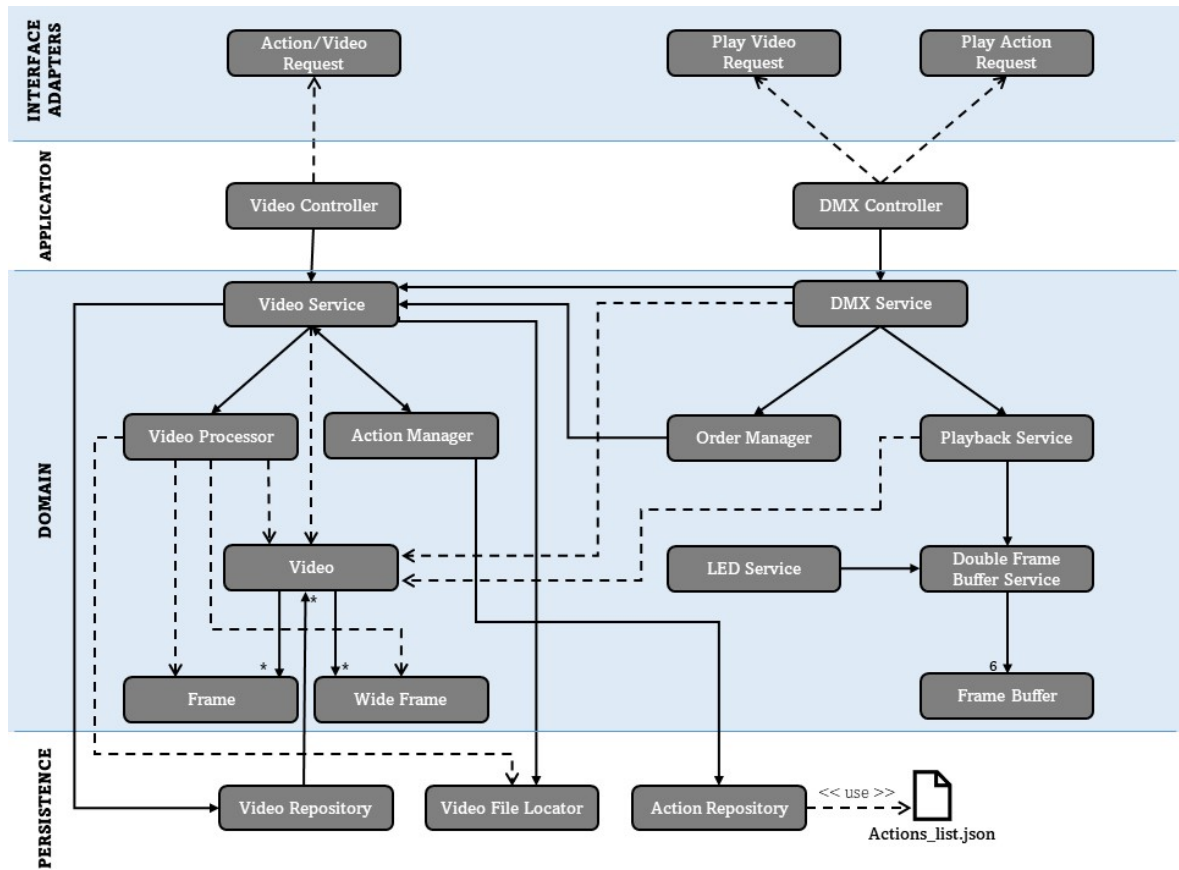 INTERFACE
ADAPTERS
Action/Video
Request
Play Video
Request
Play Action
Request
APPLICATION
Video Controller
DMX Controller
DOMAIN
Video Service
DMX Service
Video Processor
Action Manager
Order Manager
Playback Service
Video
LED Service
Double Frame
Buffer Service
*
*
*
6
Frame
Wide Frame
Frame Buffer
PERSISTENCE
Video Repository
Video File Locator
Action Repository
<< use >>
Actions_list.json